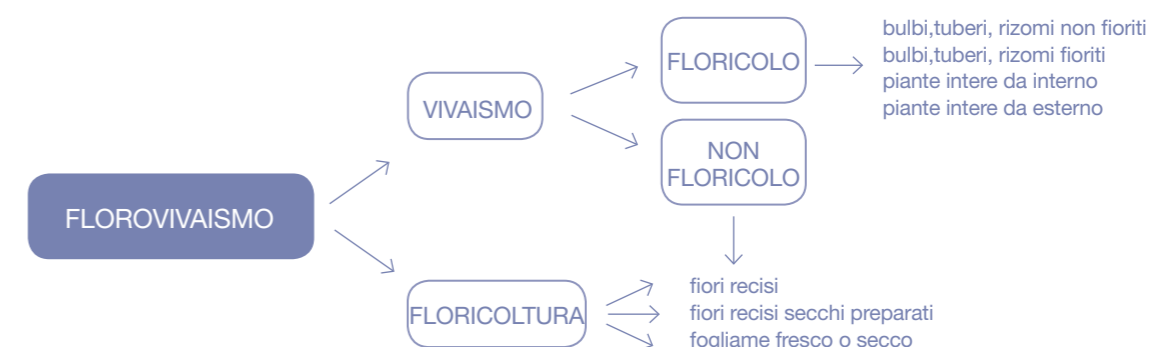 bulbi,tuberi, rizomi non fioriti
bulbi,tuberi, rizomi fioriti
piante intere da interno
piante intere da esterno
FLORICOLO
VIVAISMO
NON
FLORICOLO
FLOROVIVAISMO
FLORICOLTURA
fiori recisi
fiori recisi secchi preparati
fogliame fresco o secco